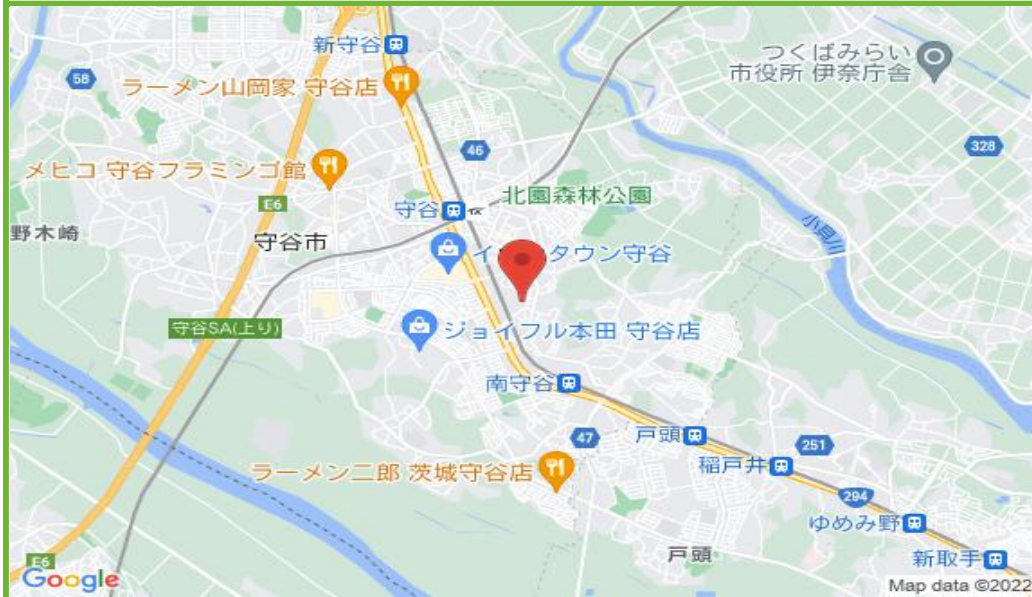 新守谷
つくばみらい
市役所 伊奈庁舎
58
ラーメン山岡家 守谷店
46
328
メヒコ 守谷フラミンゴ館
北園森林公園
E6
守谷
TX
小貝川
野木崎
守谷市
タウン守谷
守谷SA(上り)
ジョイフル本田 守谷店
南守谷
47
戸頭
251
稲戸井
ラーメン二郎 茨城守谷店
294
ゆめみ野
戸頭
新取手
E6
Google
Map data ©2022